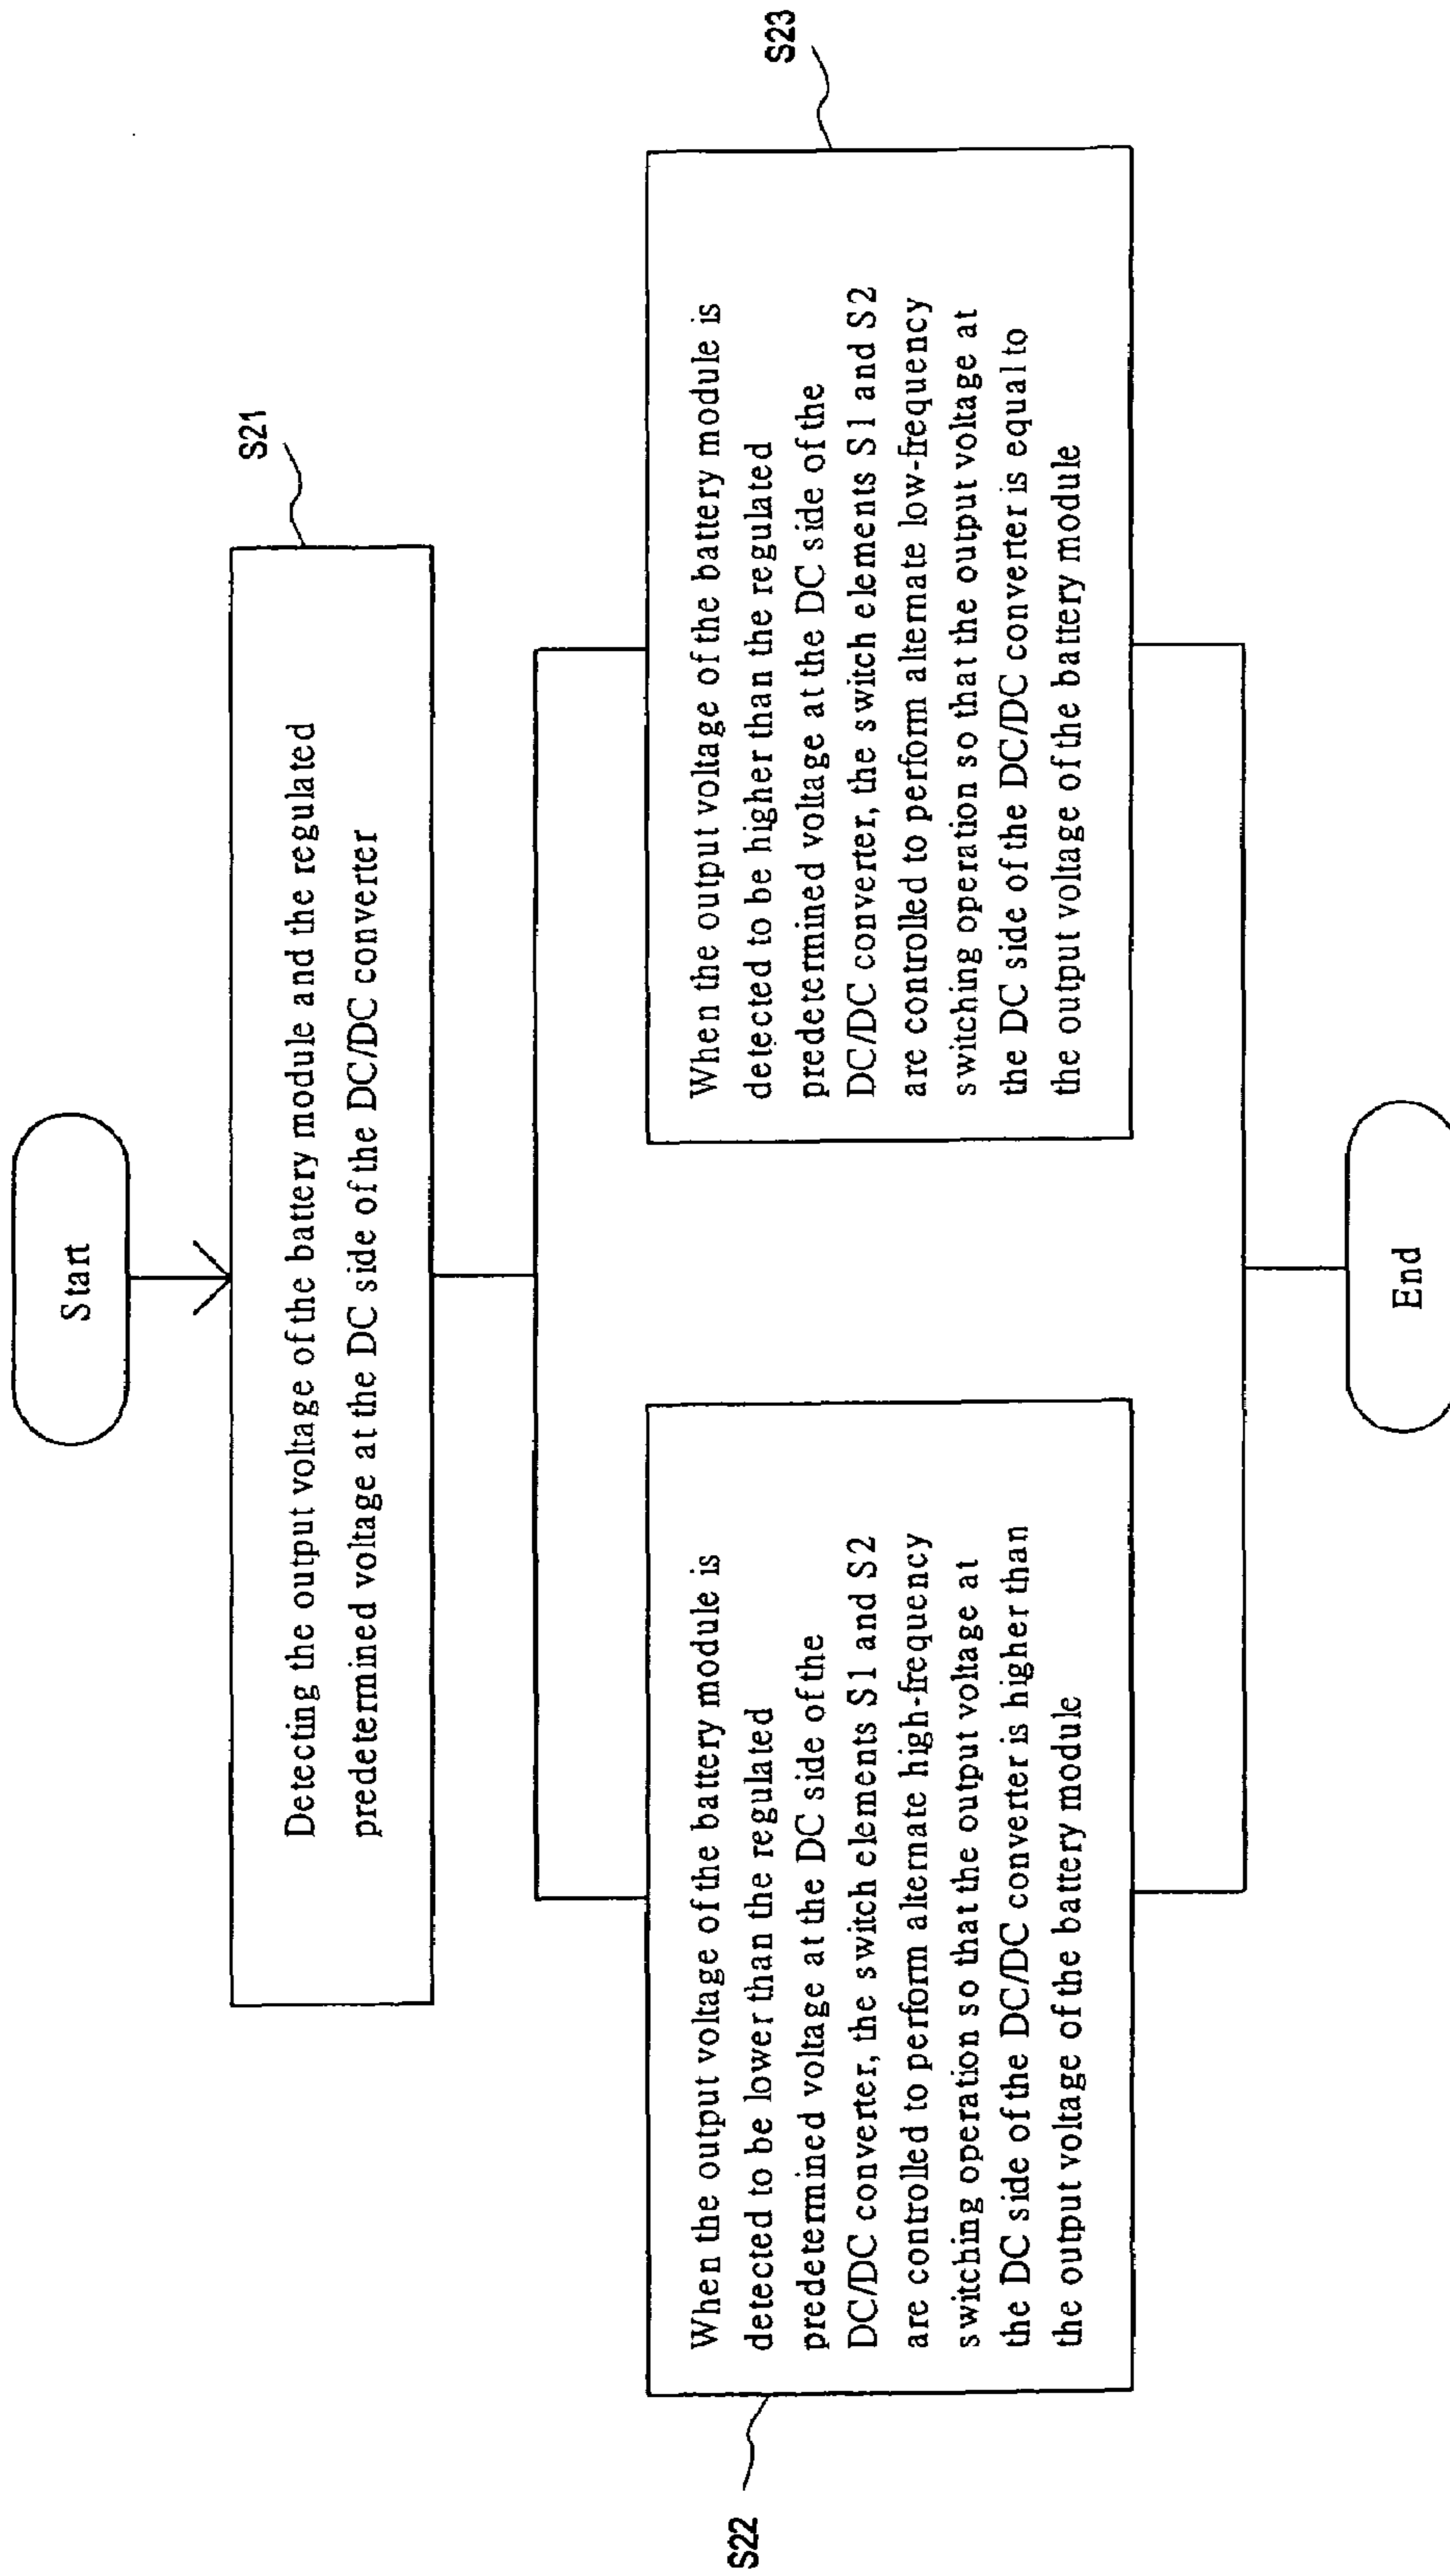 Start
S21
Detecting the output voltage of the battery module and the regulated
predetermined voltage at the DC side of the DC/DC converter
S22
When the output voltage of the battery module is
detected to be lower than the regulated
predetermined voltage at the DC side of the
DC/DC converter, the switch elements S1 and S2
are controlled to perform alternate high-frequency
switching operation so that the output voltage at
the DC side of the DC/DC converter is higher than
the output voltage of the battery module
S23
When the output voltage of the battery module is
detected to be higher than the regulated
predetermined voltage at the DC side of the
DC/DC converter, the switch elements S1 and S2
are controlled to perform alternate low-frequency
switching operation so that the output voltage at
the DC side of the DC/DC converter is equal to
the output voltage of the battery module
End